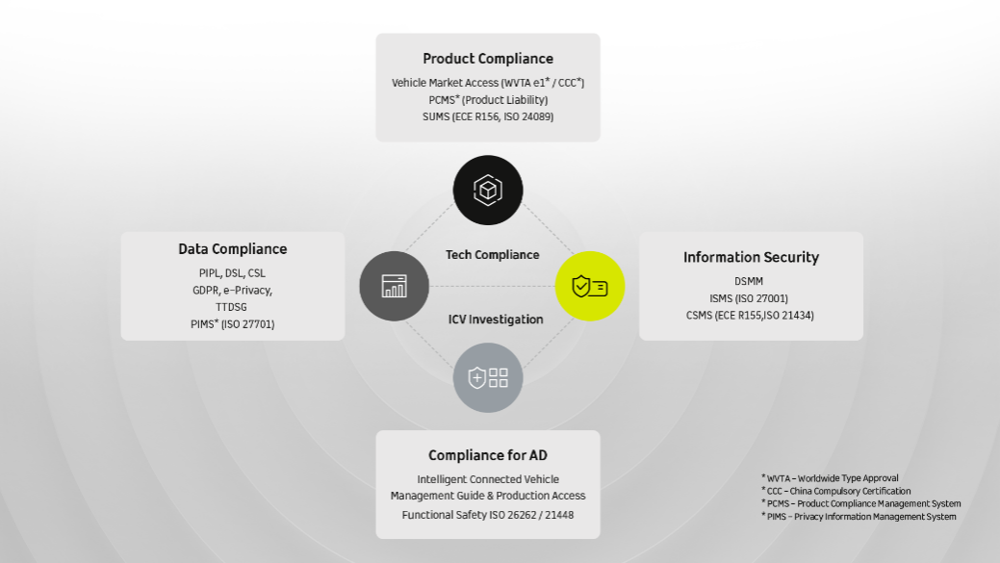 Product Compliance
Vehicle Market Access (WVTA e1* / CCC*)
PCMS* (Product Liability)
SUMS (ECE R156, ISO 24089)
Data Compliance
PIPL, DSL, CSL
GDPR, e-Privacy,
TTDSG
PIMS* (ISO 27701)
Tech Compliance
ICV Investigation
Information Security
DSMM
ISMS (ISO 27001)
CSMS (ECE R155,ISO 21434)
Compliance for AD
Intelligent Connected Vehicle
Management Guide & Production Access
Functional Safety ISO 26262 / 21448
* WVTA – Worldwide Type Approval
* CCC – China Compulsory Certification
* PCMS – Product Compliance Management System
* PIMS – Privacy Information Management System